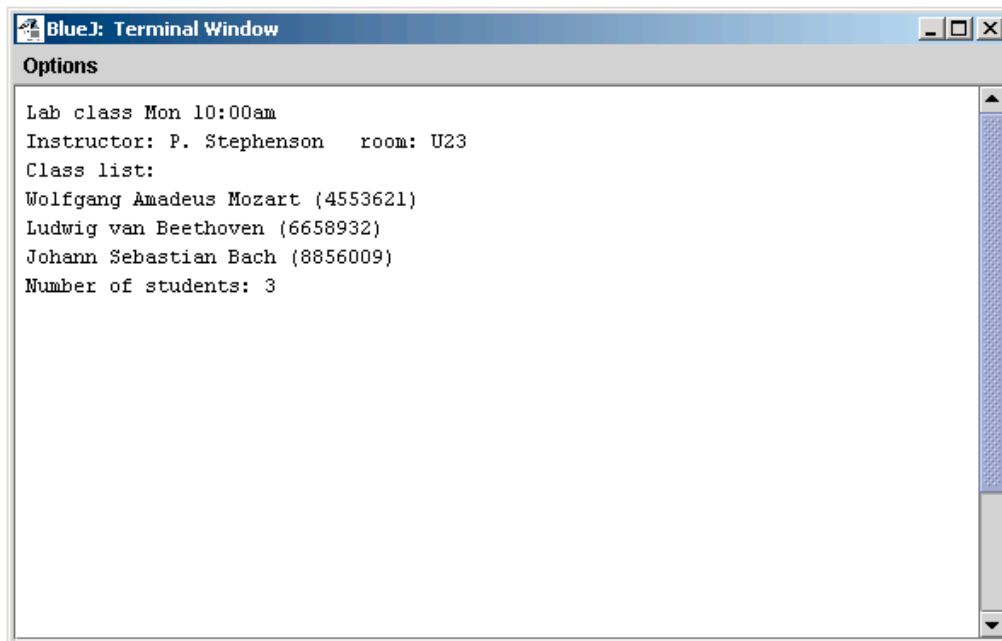 BlueJ: Terminal Window
Options
Lab class Mon 10:00am
Instructor: P. Stephenson   room: U23
Class list:
Wolfgang Amadeus Mozart (4553621)
Ludwig van Beethoven (6658932)
Johann Sebastian Bach (8856009)
Number of students: 3